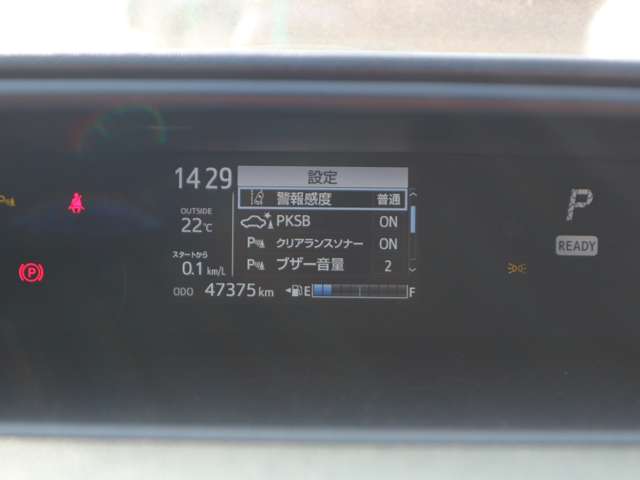 14 29
OUTSIDE
22℃
スタートから
0.1 km/L
ODO 47375 km
設定
警報感度 普通
PKSB ON
クリアランスソナー ON
ブザー音量 2
E F
P
READY
P
P